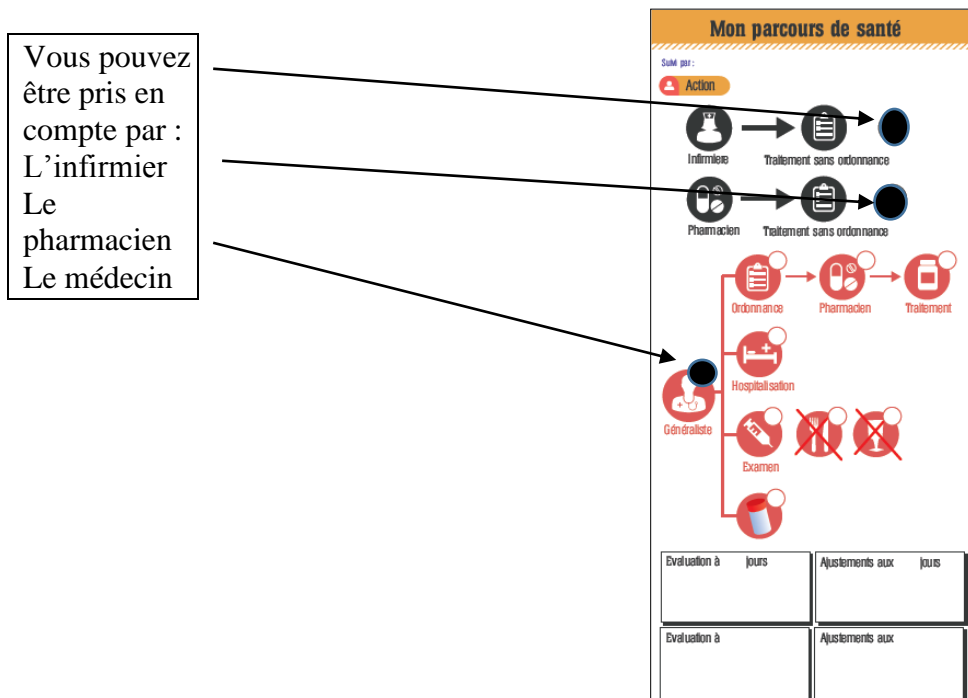 Vous pouvez
être pris en
compte par :
L’infirmier
Le
pharmacien
Le médecin
Mon parcours de santé
Suivi par :
Action
Infirmiere
Traitement sans ordonnance
Pharmacien
Traitement sans ordonnance
Ordonnance
Pharmacien
Traitement
Hospitalisation
Généraliste
Examen
Evaluation à jours
Ajustements aux jours
Evaluation à
Ajustements aux